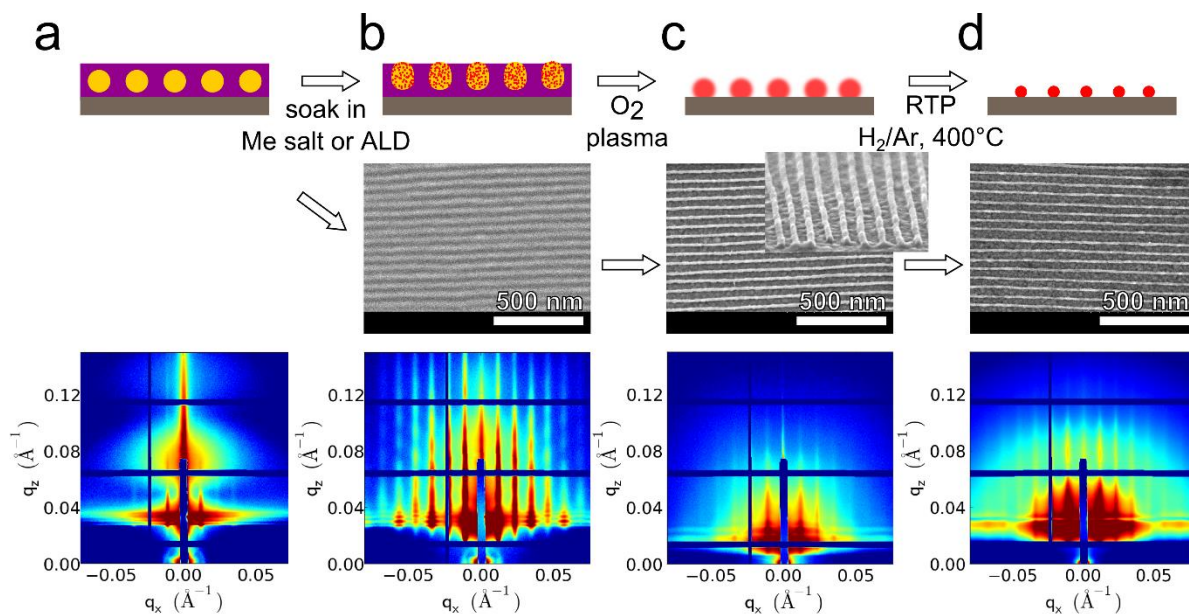 a
b
c
d
soak in
Me salt or ALD
O2
plasma
RTP
H2/Ar, 400°C
500 nm
500 nm
500 nm
0.12
0.08
0.04
0.00
qz (Å⁻¹)
−0.05 0.00 0.05
qx (Å⁻¹)
0.12
0.08
0.04
0.00
qz (Å⁻¹)
−0.05 0.00 0.05
qx (Å⁻¹)
0.12
0.08
0.04
0.00
qz (Å⁻¹)
−0.05 0.00 0.05
qx (Å⁻¹)
0.12
0.08
0.04
0.00
qz (Å⁻¹)
−0.05 0.00 0.05
qx (Å⁻¹)